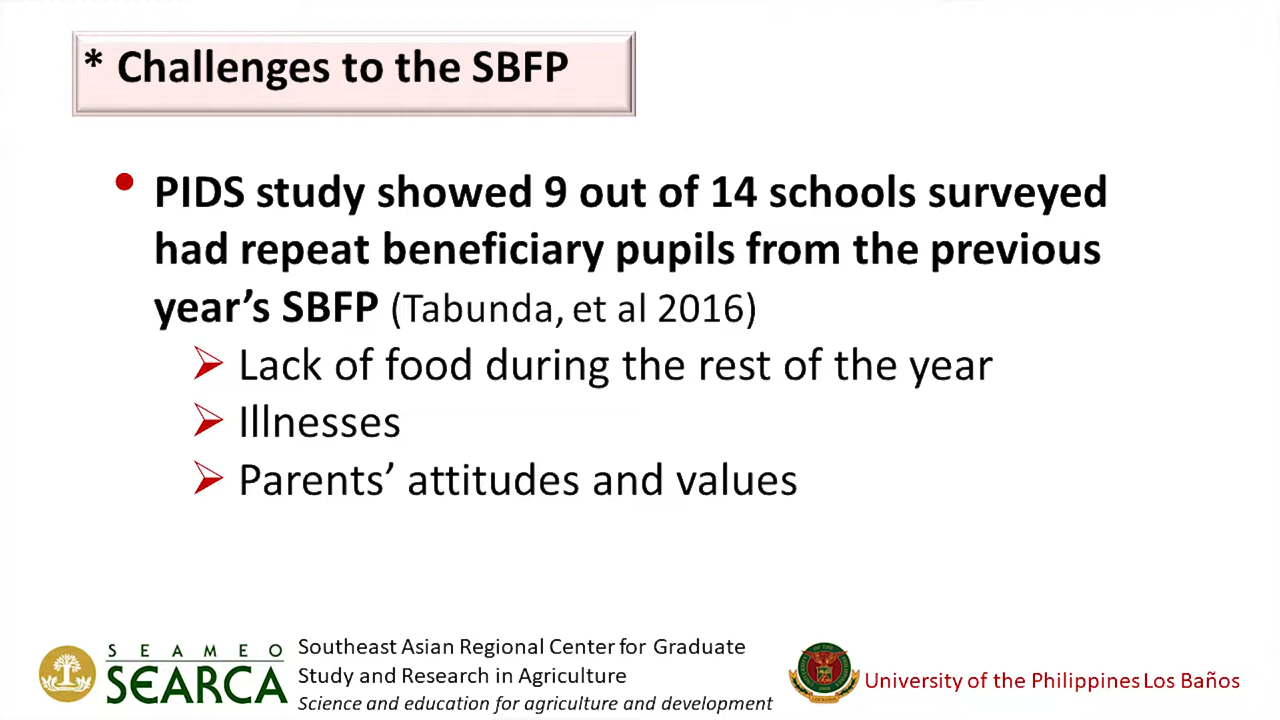 * Challenges to the SBFP
• PIDS study showed 9 out of 14 schools surveyed
had repeat beneficiary pupils from the previous
year’s SBFP (Tabunda, et al 2016)
➢ Lack of food during the rest of the year
➢ Illnesses
➢ Parents’ attitudes and values
SEAMEO
SEARCA
Southeast Asian Regional Center for Graduate
Study and Research in Agriculture
Science and education for agriculture and development
University of the Philippines Los Baños